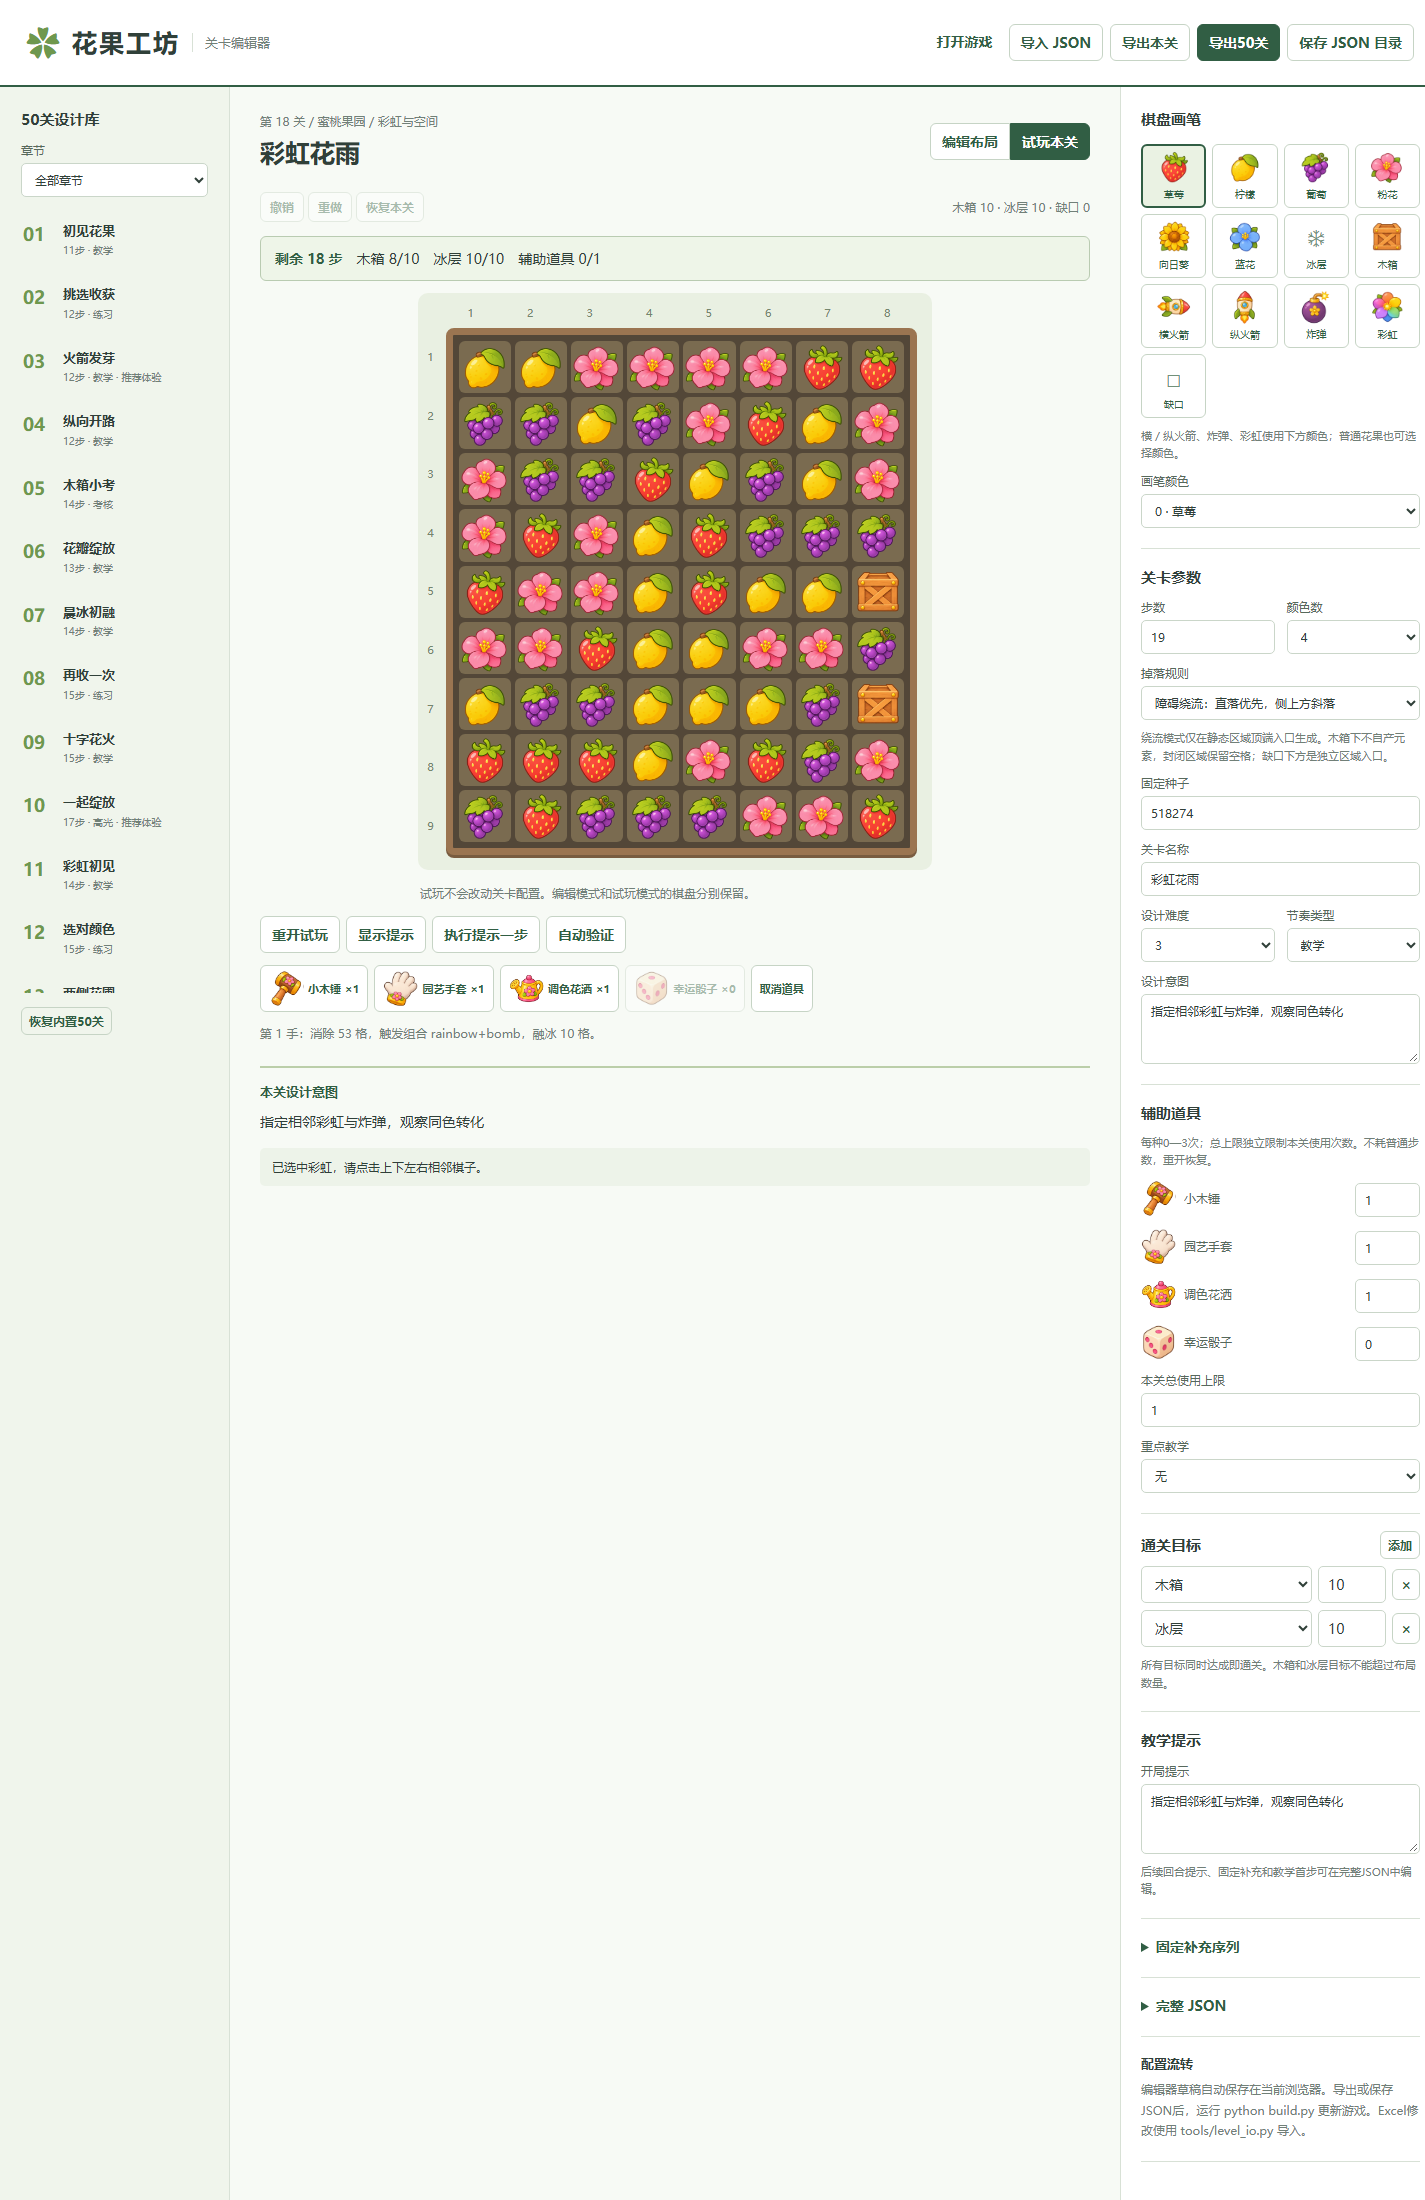 花果工坊
关卡编辑器
打开游戏
导入 JSON
导出本关
导出50关
保存 JSON 目录
50关设计库
章节
全部章节
01 初见花果
11步 · 教学
02 挑选收获
12步 · 练习
03 火箭发芽
12步 · 教学 · 推荐体验
04 纵向开路
12步 · 教学
05 木箱小考
14步 · 考核
06 花瓣绽放
13步 · 教学
07 晨冰初融
14步 · 教学
08 再收一次
15步 · 练习
09 十字花火
15步 · 教学
10 一起绽放
17步 · 高光 · 推荐体验
11 彩虹初见
14步 · 教学
12 选对颜色
15步 · 练习
恢复内置50关
第 18 关 / 蜜桃果园 / 彩虹与空间
彩虹花雨
编辑布局
试玩本关
撤销
重做
恢复本关
木箱 10 · 冰层 10 · 缺口 0
剩余 18 步 木箱 8/10 冰层 10/10 辅助道具 0/1
1 2 3 4 5 6 7 8
1
2
3
4
5
6
7
8
9
试玩不会改动关卡配置。编辑模式和试玩模式的棋盘分别保留。
重开试玩
显示提示
执行提示一步
自动验证
小木锤 ×1
园艺手套 ×1
调色花洒 ×1
幸运骰子 ×0
取消道具
第 1 手：消除 53 格，触发组合 rainbow+bomb，融冰 10 格。
本关设计意图
指定相邻彩虹与炸弹，观察同色转化
已选中彩虹，请点击上下左右相邻棋子。
棋盘画笔
草莓
柠檬
葡萄
粉花
向日葵
蓝花
冰层
木箱
横火箭
纵火箭
炸弹
彩虹
缺口
横 / 纵火箭、炸弹、彩虹使用下方颜色；普通花果也可选
择颜色。
画笔颜色
0 · 草莓
关卡参数
步数
颜色数
19
4
掉落规则
障碍绕流：直落优先，侧上方斜落
绕流模式仅在静态区域顶端入口生成。木箱下不自产元
素，封闭区域保留空格；缺口下方是独立区域入口。
固定种子
518274
关卡名称
彩虹花雨
设计难度
节奏类型
3
教学
设计意图
指定相邻彩虹与炸弹，观察同色转化
辅助道具
每种0—3次；总上限独立限制本关使用次数。不耗普通步
数，重开恢复。
小木锤
1
园艺手套
1
调色花洒
1
幸运骰子
0
本关总使用上限
1
重点教学
无
通关目标
添加
木箱
10
×
冰层
10
×
所有目标同时达成即通关。木箱和冰层目标不能超过布局
数量。
教学提示
开局提示
指定相邻彩虹与炸弹，观察同色转化
后续回合提示、固定补充和教学首步可在完整JSON中编
辑。
固定补充序列
完整 JSON
配置流转
编辑器草稿自动保存在当前浏览器。导出或保存
JSON后，运行 python build.py 更新游戏。Excel修
改使用 tools/level_io.py 导入。